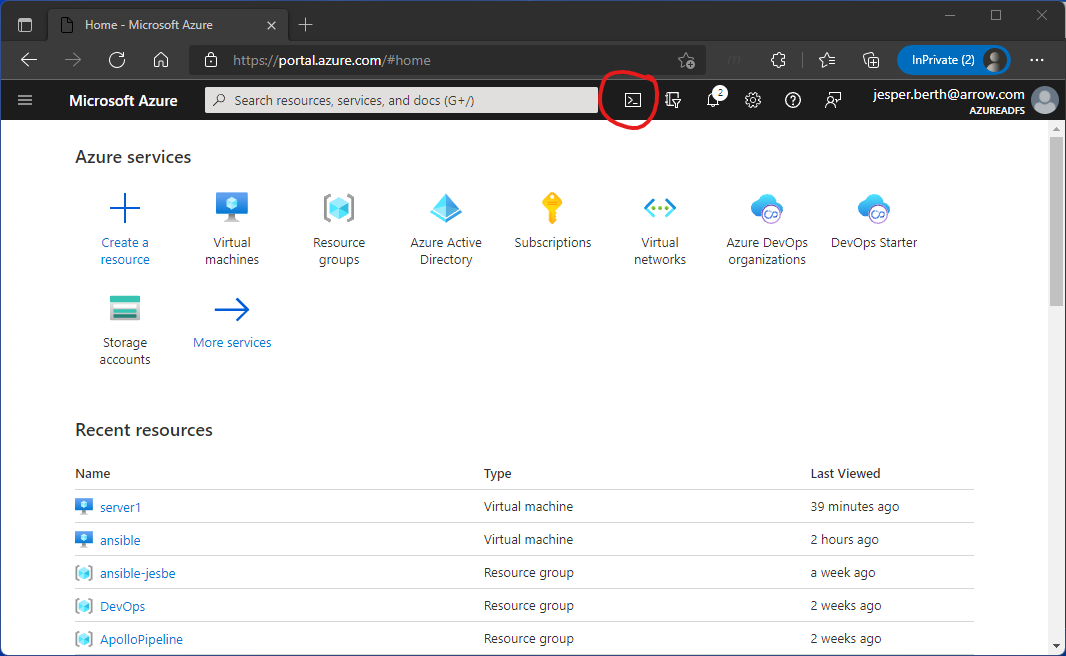 Home - Microsoft Azure
https://portal.azure.com/#home
InPrivate (2)
Microsoft Azure
Search resources, services, and docs (G+/)
2
jesper.berth@arrow.com
AZUREADFS
Azure services
Create a resource
Virtual machines
Resource groups
Azure Active Directory
Subscriptions
Virtual networks
Azure DevOps organizations
DevOps Starter
Storage accounts
More services
Recent resources
Name Type Last Viewed
server1 Virtual machine 39 minutes ago
ansible Virtual machine 2 hours ago
ansible-jesbe Resource group a week ago
DevOps Resource group 2 weeks ago
ApolloPipeline Resource group 2 weeks ago